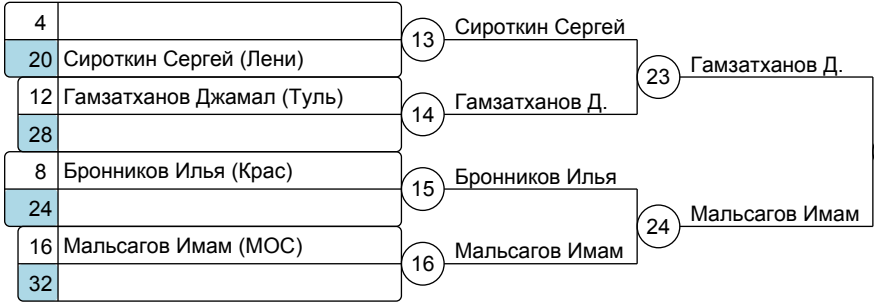 4
20 Сироткин Сергей (Лени)
12 Гамзатханов Джамал (Туль)
28
8 Бронников Илья (Крас)
24
16 Мальсагов Имам (МОС)
32
13 Сироткин Сергей
14 Гамзатханов Д.
15 Бронников Илья
16 Мальсагов Имам
23 Гамзатханов Д.
24 Мальсагов Имам